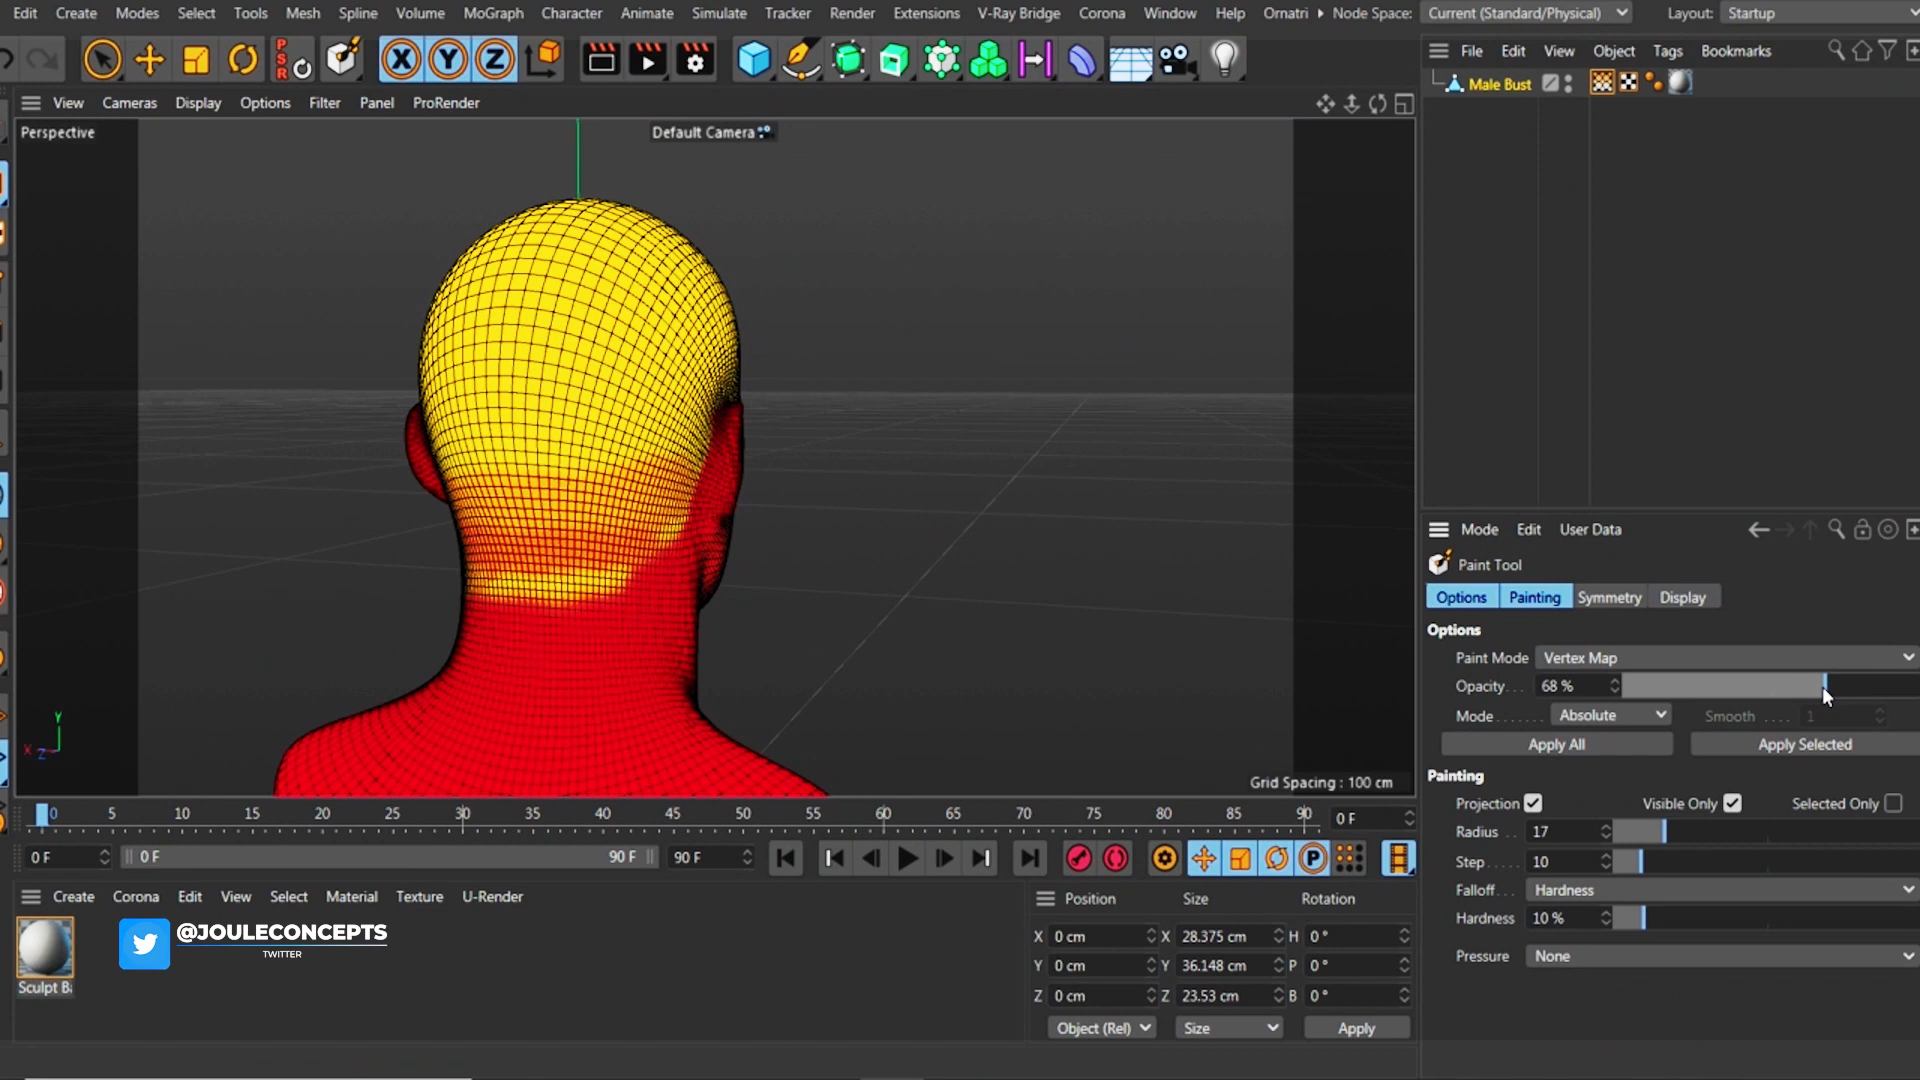 Edit Create Modes Select Tools Mesh Spline Volume MoGraph Character Animate Simulate Tracker Render Extensions V-Ray Bridge Corona Window Help Ornatri Node Space: Current (Standard/Physical) Layout: Startup
PSR X Y Z
File Edit View Object Tags Bookmarks
Male Bust
View Cameras Display Options Filter Panel ProRender
Perspective
Default Camera
Y
X Z
Grid Spacing : 100 cm
Mode Edit User Data
Paint Tool
Options Painting Symmetry Display
Options
Paint Mode Vertex Map
Opacity. . . 68 %
Mode . . . . . . . Absolute Smooth . . . . 1
Apply All Apply Selected
Painting
Projection Visible Only Selected Only
Radius . . 17
Step. . . . . 10
Falloff. . . Hardness
Hardness 10 %
Pressure None
0 5 10 15 20 25 30 35 40 45 50 55 60 65 70 75 80 85 90 0 F
0 F 0 F 90 F 90 F
P
Create Corona Edit View Select Material Texture U-Render
Sculpt Ba
@JOULECONCEPTS
TWITTER
Position Size Rotation
X 0 cm X 28.375 cm H 0 °
Y 0 cm Y 36.148 cm P 0 °
Z 0 cm Z 23.53 cm B 0 °
Object (Rel) Size Apply